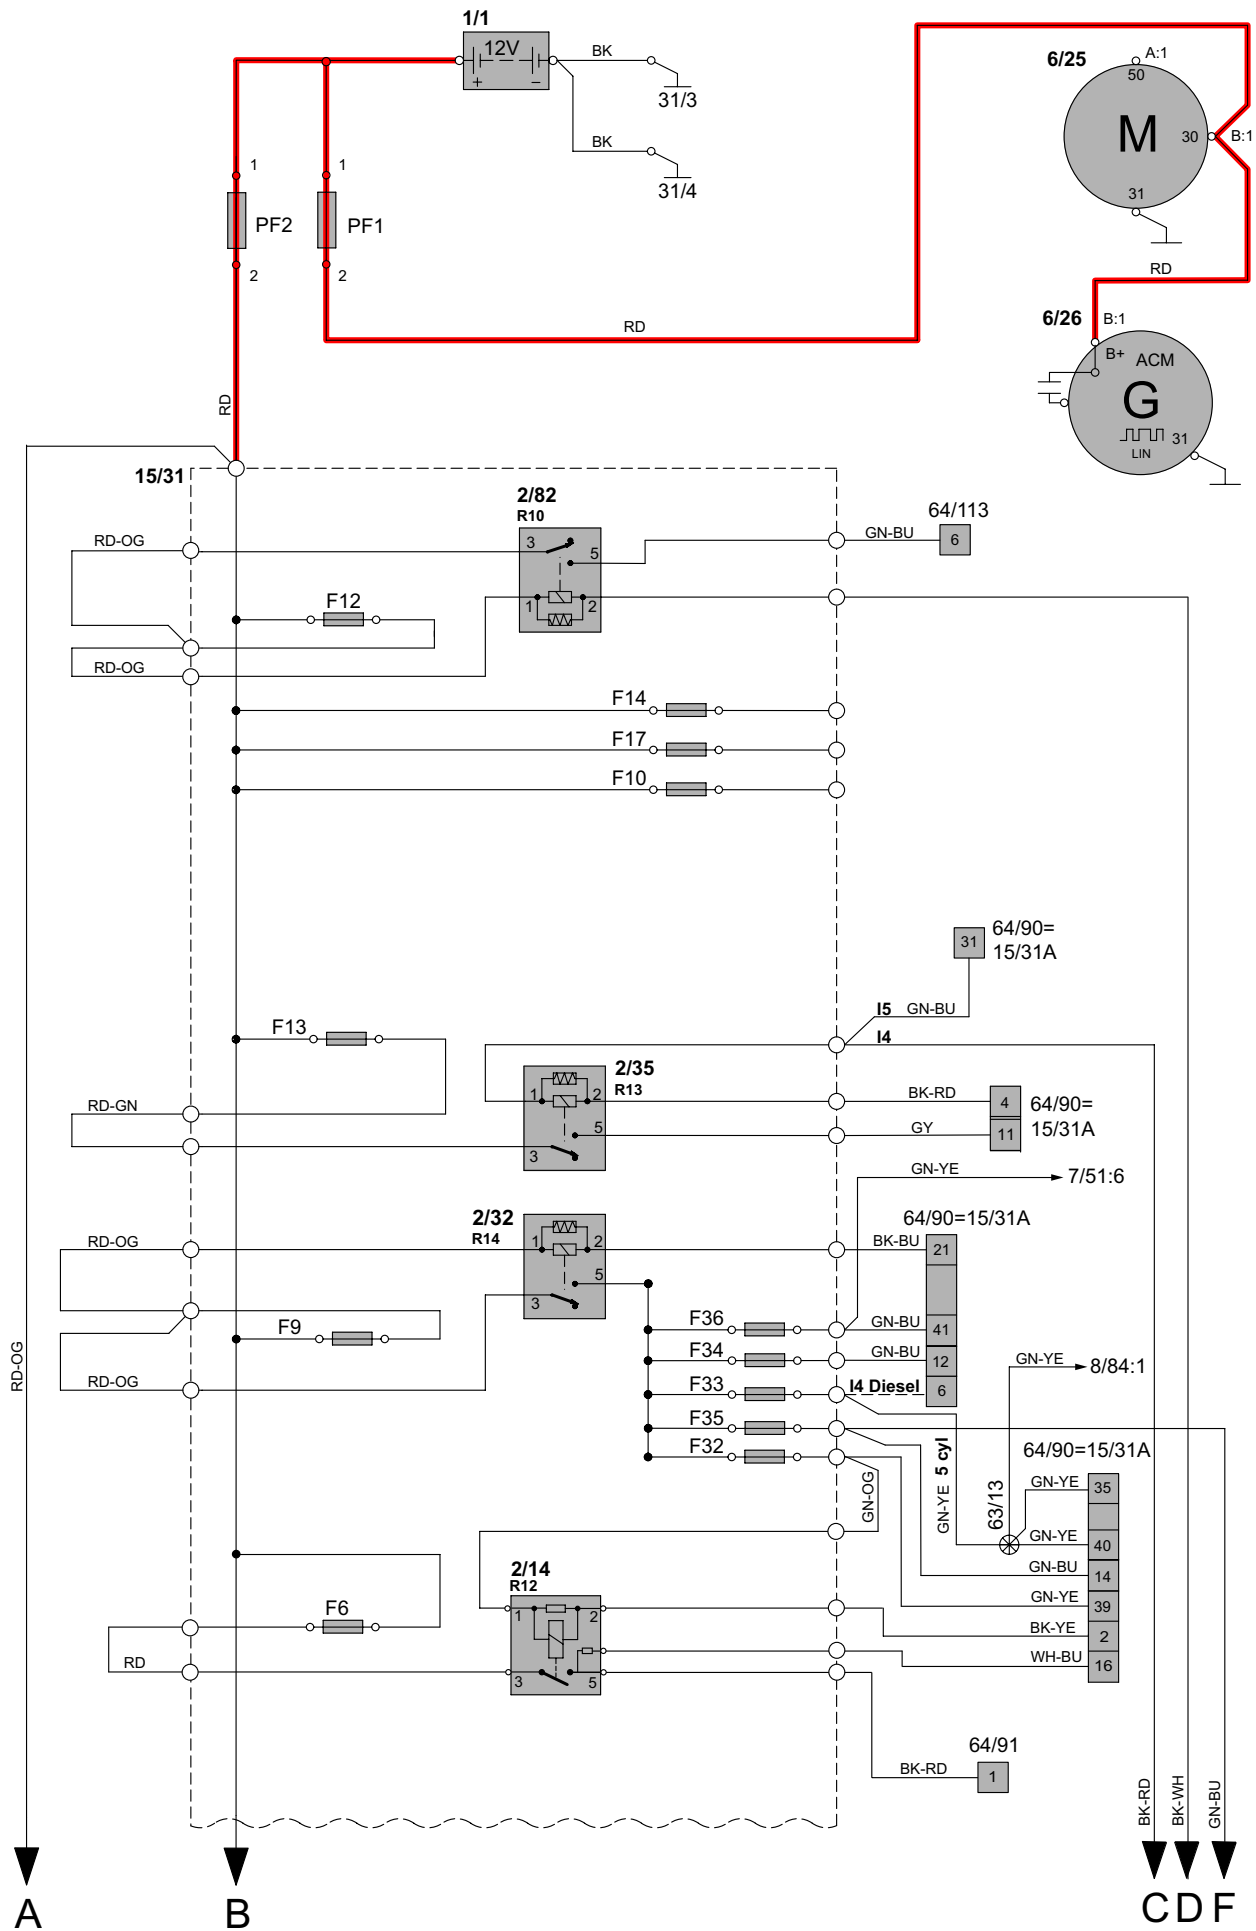 1/1
12V
+
−
BK
31/3
BK
31/4
6/25
A:1
50
M
30
B:1
31
1
1
PF2
PF1
2
2
RD
RD
6/26
B:1
B+
ACM
G
31
LIN
RD
15/31
2/82
R10
64/113
RD-OG
3
5
GN-BU
6
F12
1
2
RD-OG
F14
F17
F10
31
64/90=
15/31A
I5
GN-BU
I4
F13
2/35
R13
RD-GN
1
2
BK-RD
4
64/90=
15/31A
5
GY
11
3
GN-YE
7/51:6
2/32
R14
64/90=15/31A
RD-OG
1
2
BK-BU
21
5
3
F36
GN-BU
41
F9
F34
GN-BU
12
GN-YE
8/84:1
RD-OG
RD-OG
F33
I4 Diesel
6
F35
F32
64/90=15/31A
GN-OG
GN-YE
5 cyl
63/13
GN-YE
35
GN-YE
40
2/14
R12
GN-BU
14
F6
1
2
GN-YE
39
BK-YE
2
RD
WH-BU
16
3
5
64/91
BK-RD
1
BK-RD
BK-WH
GN-BU
A
B
C
D
F